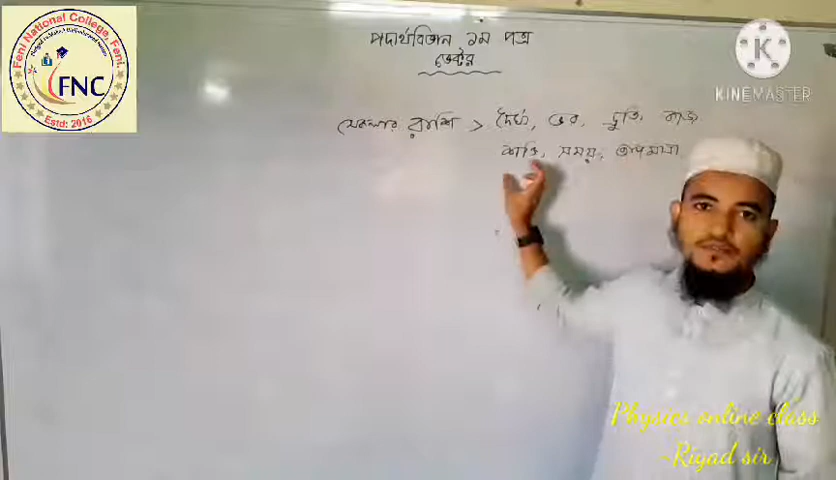 পদার্থবিজ্ঞান ১ম পত্র
ভেক্টর
স্কেলার রাশি > দৈর্ঘ্য, ভর, দ্রুতি, কাজ
শক্তি, সময়, তাপমাত্রা
Feni National College, Feni.
FNC
Estd: 2016
K
KINEMASTER
Physics online class
~Riyad sir